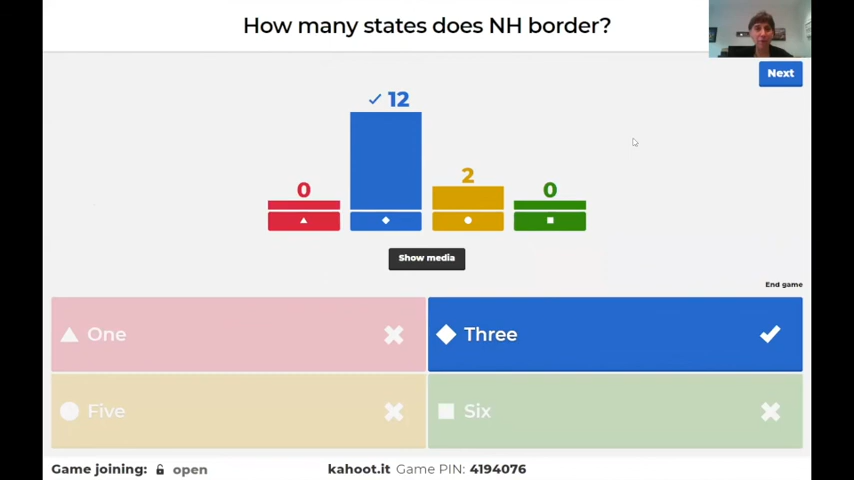 How many states does NH border?
Next
12
0
2
0
Show media
End game
One
Three
Five
Six
Game joining: open
kahoot.it Game PIN: 4194076